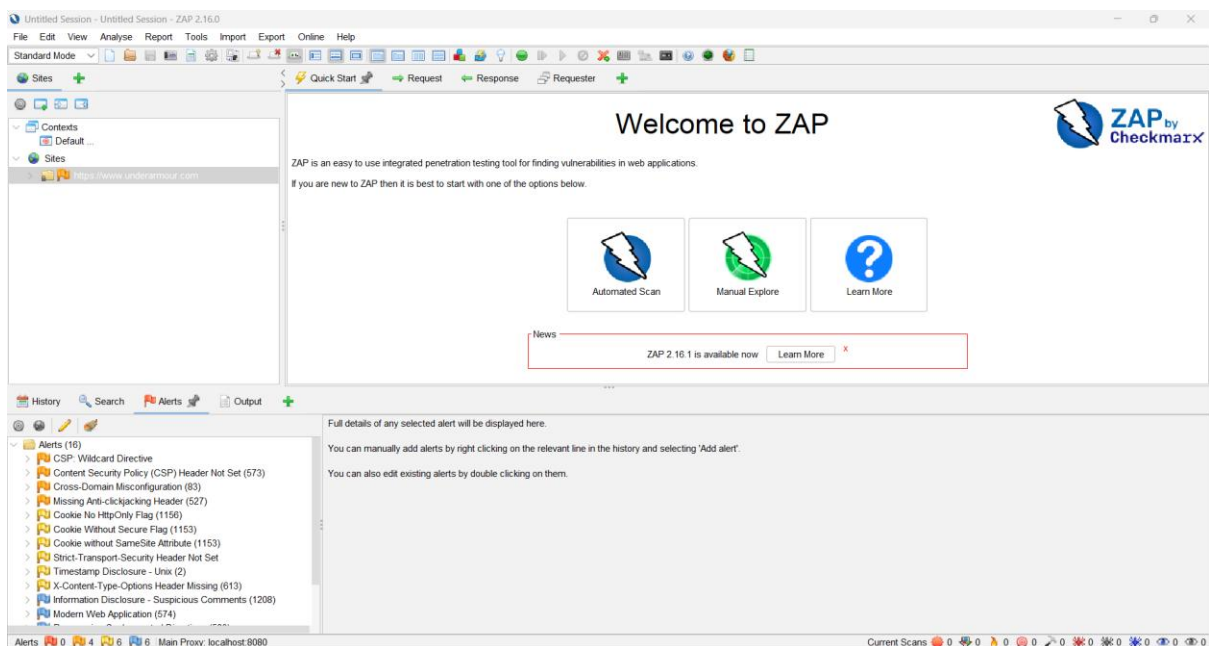 Untitled Session - Untitled Session - ZAP 2.16.0
File Edit View Analyse Report Tools Import Export Online Help
Standard Mode
Sites
Quick Start Request Response Requester
Contexts
Default ...
Sites
https://www.underarmour.com
Welcome to ZAP
ZAP by
Checkmarx
ZAP is an easy to use integrated penetration testing tool for finding vulnerabilities in web applications.
If you are new to ZAP then it is best to start with one of the options below.
Automated Scan Manual Explore Learn More
News
ZAP 2.16.1 is available now Learn More X
History Search Alerts Output
Alerts (16)
CSP: Wildcard Directive
Content Security Policy (CSP) Header Not Set (573)
Cross-Domain Misconfiguration (83)
Missing Anti-clickjacking Header (527)
Cookie No HttpOnly Flag (1156)
Cookie Without Secure Flag (1153)
Cookie without SameSite Attribute (1153)
Strict-Transport-Security Header Not Set
Timestamp Disclosure - Unix (2)
X-Content-Type-Options Header Missing (613)
Information Disclosure - Suspicious Comments (1208)
Modern Web Application (574)
Full details of any selected alert will be displayed here.
You can manually add alerts by right clicking on the relevant line in the history and selecting 'Add alert'.
You can also edit existing alerts by double clicking on them.
Alerts 0 4 6 6 Main Proxy: localhost:8080
Current Scans 0 0 0 0 0 0 0 0 0 0